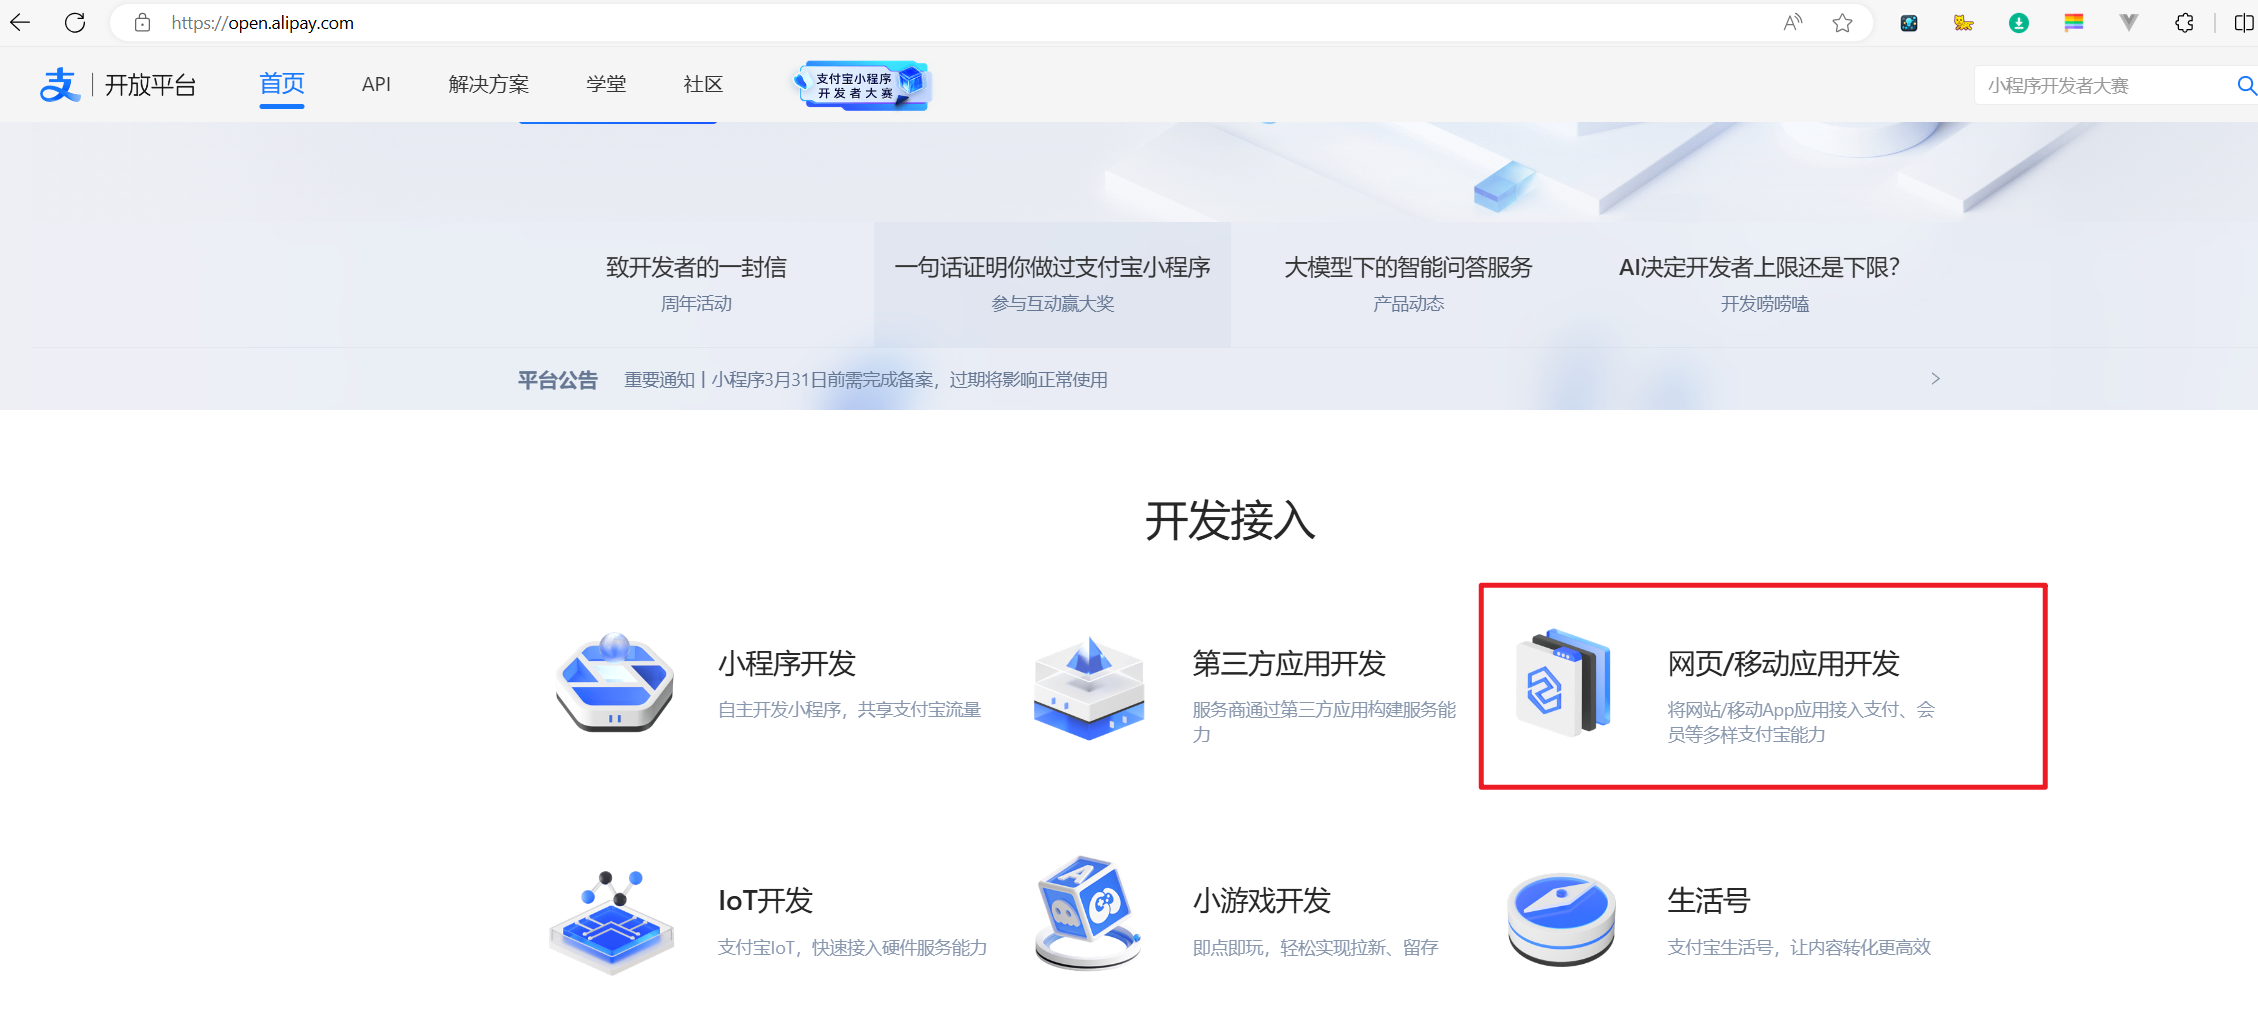 https://open.alipay.com
支 | 开放平台
首页
API
解决方案
学堂
社区
支付宝小程序
开发者大赛
小程序开发者大赛
致开发者的一封信
周年活动
一句话证明你做过支付宝小程序
参与互动赢大奖
大模型下的智能问答服务
产品动态
AI决定开发者上限还是下限？
开发唠唠嗑
平台公告
重要通知丨小程序3月31日前需完成备案，过期将影响正常使用
开发接入
小程序开发
自主开发小程序，共享支付宝流量
第三方应用开发
服务商通过第三方应用构建服务能
力
网页/移动应用开发
将网站/移动App应用接入支付、会
员等多样支付宝能力
IoT开发
支付宝IoT，快速接入硬件服务能力
小游戏开发
即点即玩，轻松实现拉新、留存
生活号
支付宝生活号，让内容转化更高效